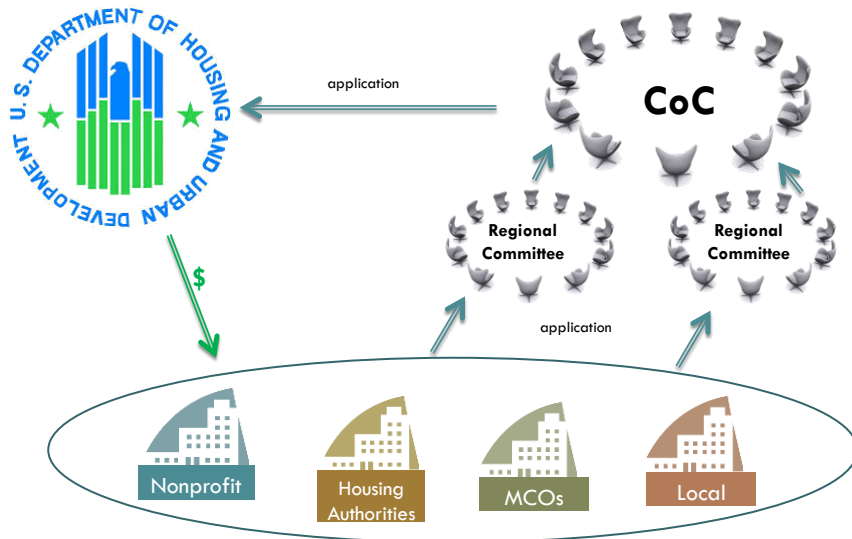 U. S. DEPARTMENT OF HOUSING AND URBAN DEVELOPMENT
application
CoC
Regional
Committee
Regional
Committee
$
application
Nonprofit
Housing
Authorities
MCOs
Local